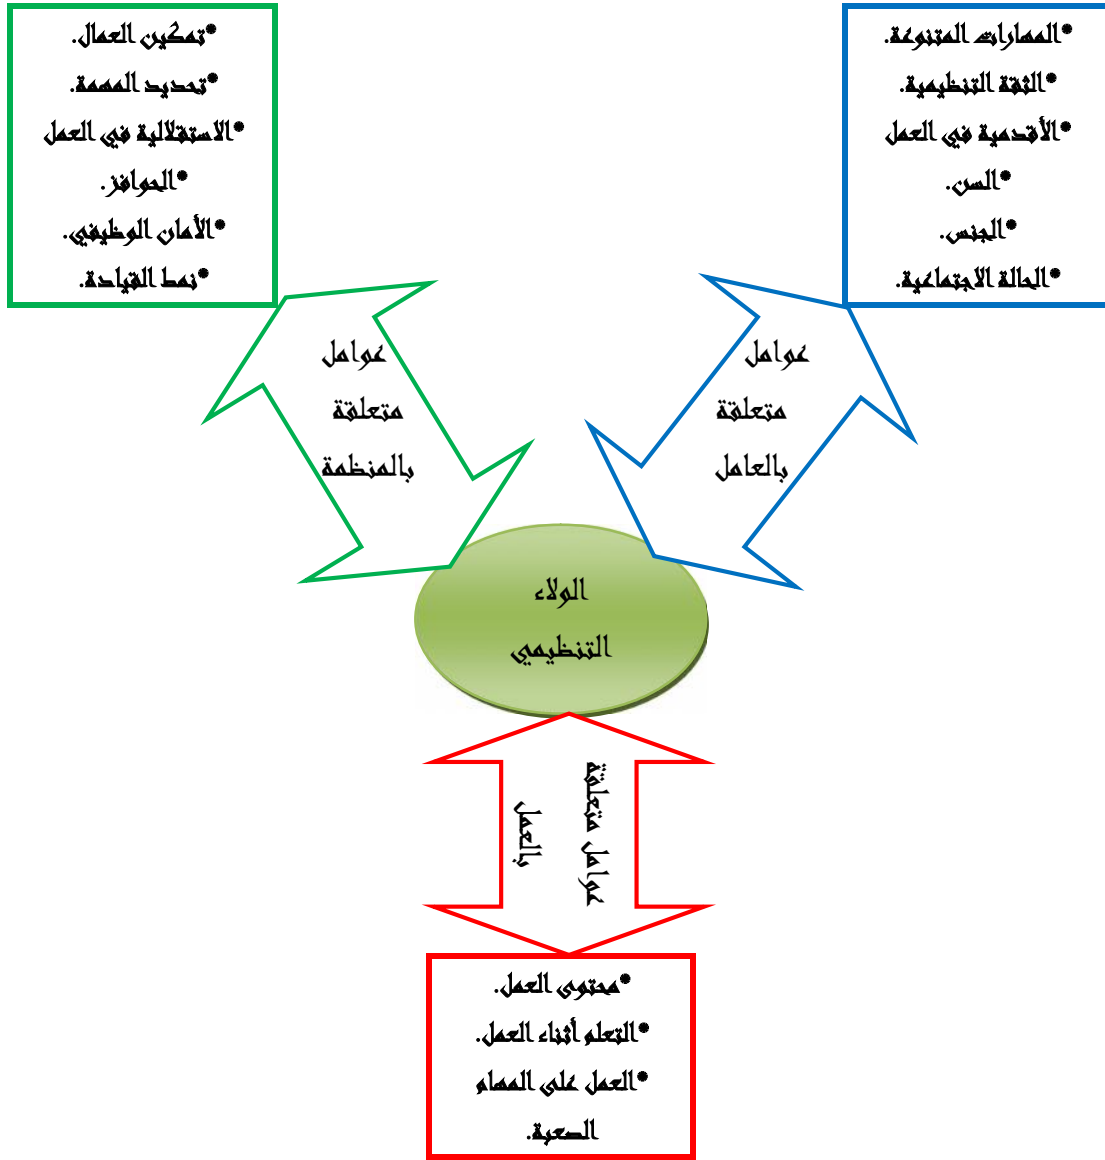 •المهارات المتنوعة.
•الثقة التنظيمية.
•الأقدمية في العمل
•السن.
•الجنس.
•الحالة الاجتماعية.
•تمكين العمال.
•تحديد المهمة.
•الاستقلالية في العمل
•الحوافز.
•الأمان الوظيفي.
•نمط القيادة.
عوامل
متعلقة
بالعامل
عوامل
متعلقة
بالمنظمة
الولاء
التنظيمي
عوامل متعلقة
بالعمل
•محتوى العمل.
•التعلم أثناء العمل.
•العمل على المهام
الصعبة.